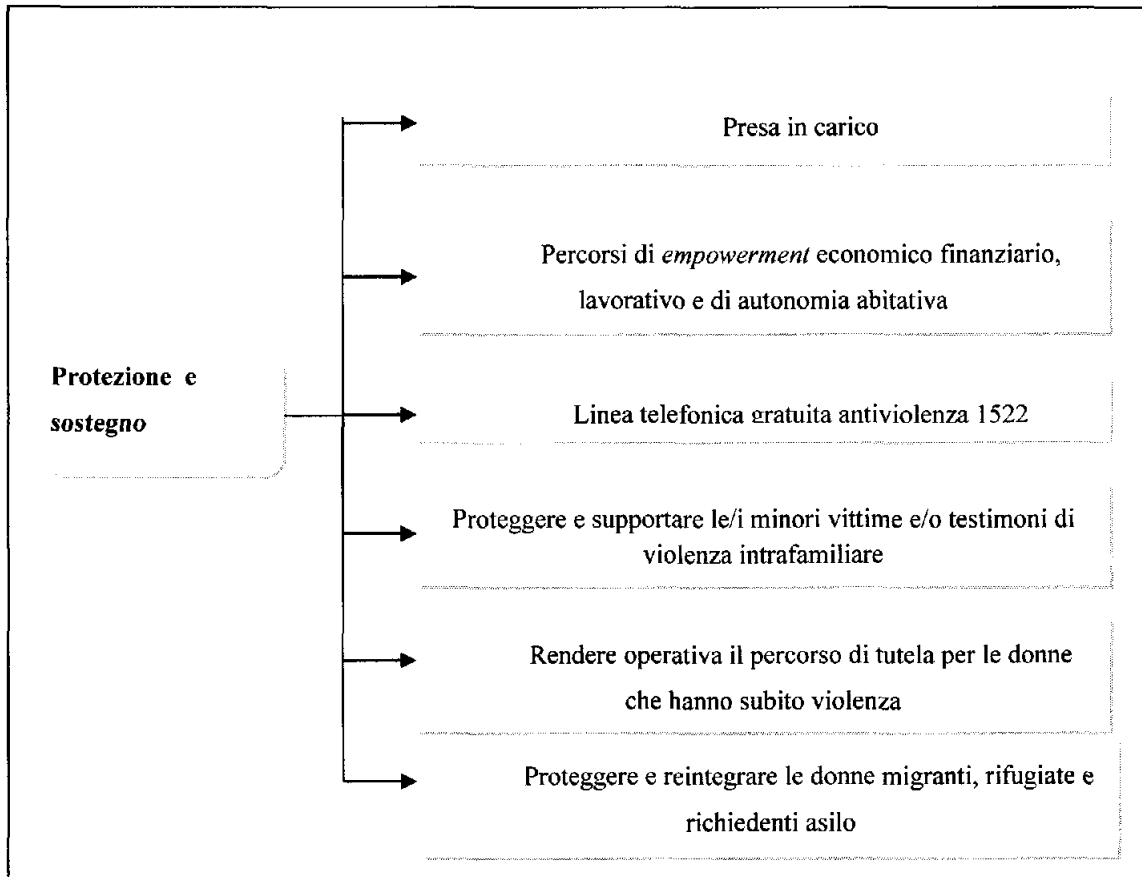 Presa in carico
Percorsi di empowerment economico finanziario,
lavorativo e di autonomia abitativa
Protezione e
sostegno
Linea telefonica gratuita antiviolenza 1522
Proteggere e supportare le/i minori vittime e/o testimoni di
violenza intrafamiliare
Rendere operativa il percorso di tutela per le donne
che hanno subito violenza
Proteggere e reintegrare le donne migranti, rifugiate e
richiedenti asilo